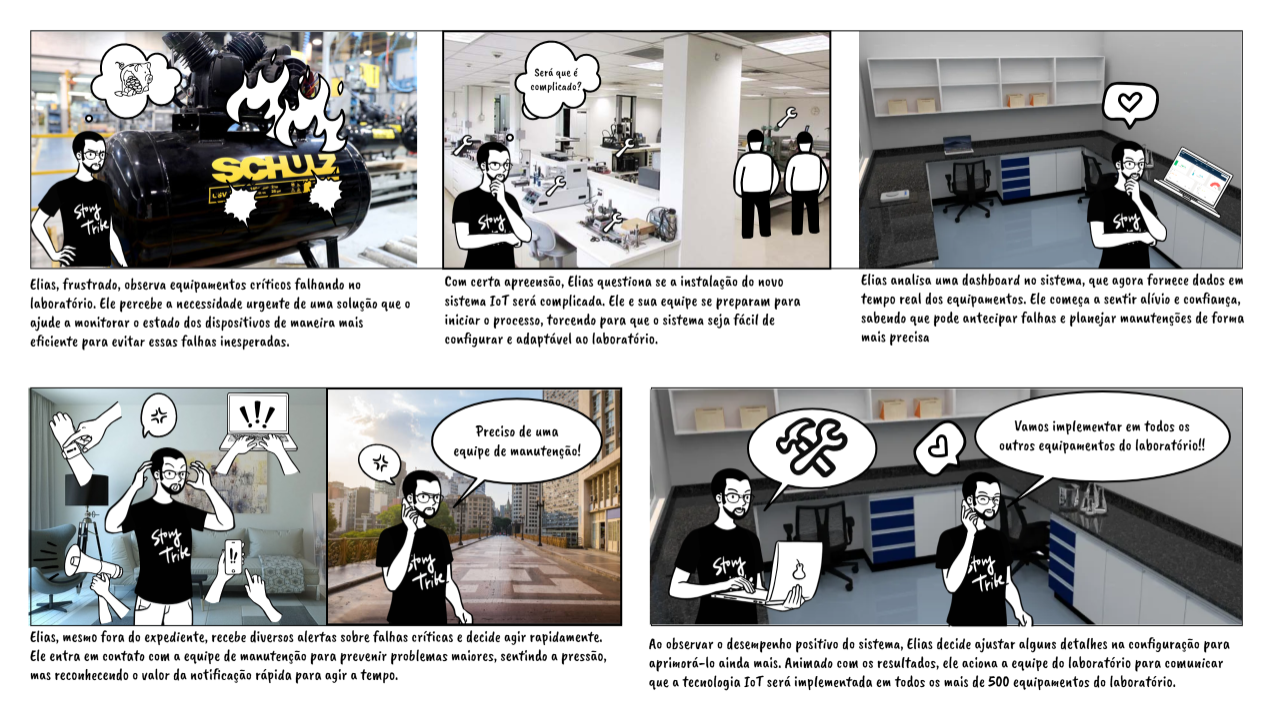 SCHULZ
Story
Tribe
Elias, frustrado, observa equipamentos críticos falhando no
laboratório. Ele percebe a necessidade urgente de uma solução que o
ajude a monitorar o estado dos dispositivos de maneira mais
eficiente para evitar essas falhas inesperadas.
Será que é
complicado?
Story
Tribe
Com certa apreensão, Elias questiona se a instalação do novo
sistema IoT será complicada. Ele e sua equipe se preparam para
iniciar o processo, torcendo para que o sistema seja fácil de
configurar e adaptável ao laboratório.
Story
Tribe
Elias analisa uma dashboard no sistema, que agora fornece dados em
tempo real dos equipamentos. Ele começa a sentir alívio e confiança,
sabendo que pode antecipar falhas e planejar manutenções de forma
mais precisa
!!!
Story
Tribe
!!
Preciso de uma
equipe de manutenção!
Story
Tribe
Elias, mesmo fora do expediente, recebe diversos alertas sobre falhas críticas e decide agir rapidamente.
Ele entra em contato com a equipe de manutenção para prevenir problemas maiores, sentindo a pressão,
mas reconhecendo o valor da notificação rápida para agir a tempo.
Story
Tribe
Vamos implementar em todos os
outros equipamentos do laboratório!!
Story
Tribe
Ao observar o desempenho positivo do sistema, Elias decide ajustar alguns detalhes na configuração para
aprimorá-lo ainda mais. Animado com os resultados, ele aciona a equipe do laboratório para comunicar
que a tecnologia IoT será implementada em todos os mais de 500 equipamentos do laboratório.